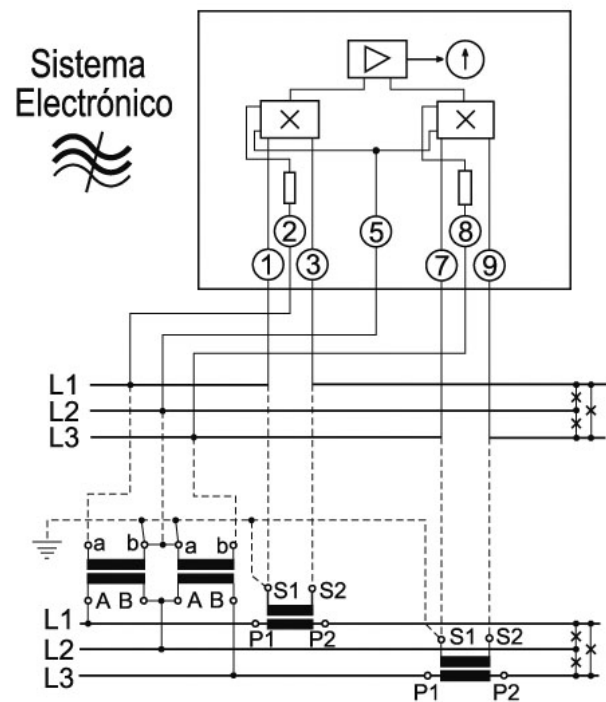 Sistema
Electrónico
2 5 8
1 3 7 9
L1
L2
L3
a b a b
S1 S2
A B A B
L1
P1 P2
S1 S2
L2
L3
P1 P2